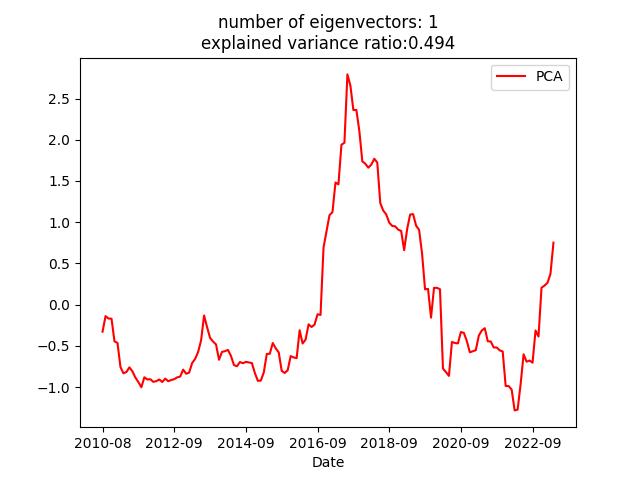 number of eigenvectors: 1
explained variance ratio:0.494
PCA
2.5
2.0
1.5
1.0
0.5
0.0
−0.5
−1.0
2010-08 2012-09 2014-09 2016-09 2018-09 2020-09 2022-09
Date